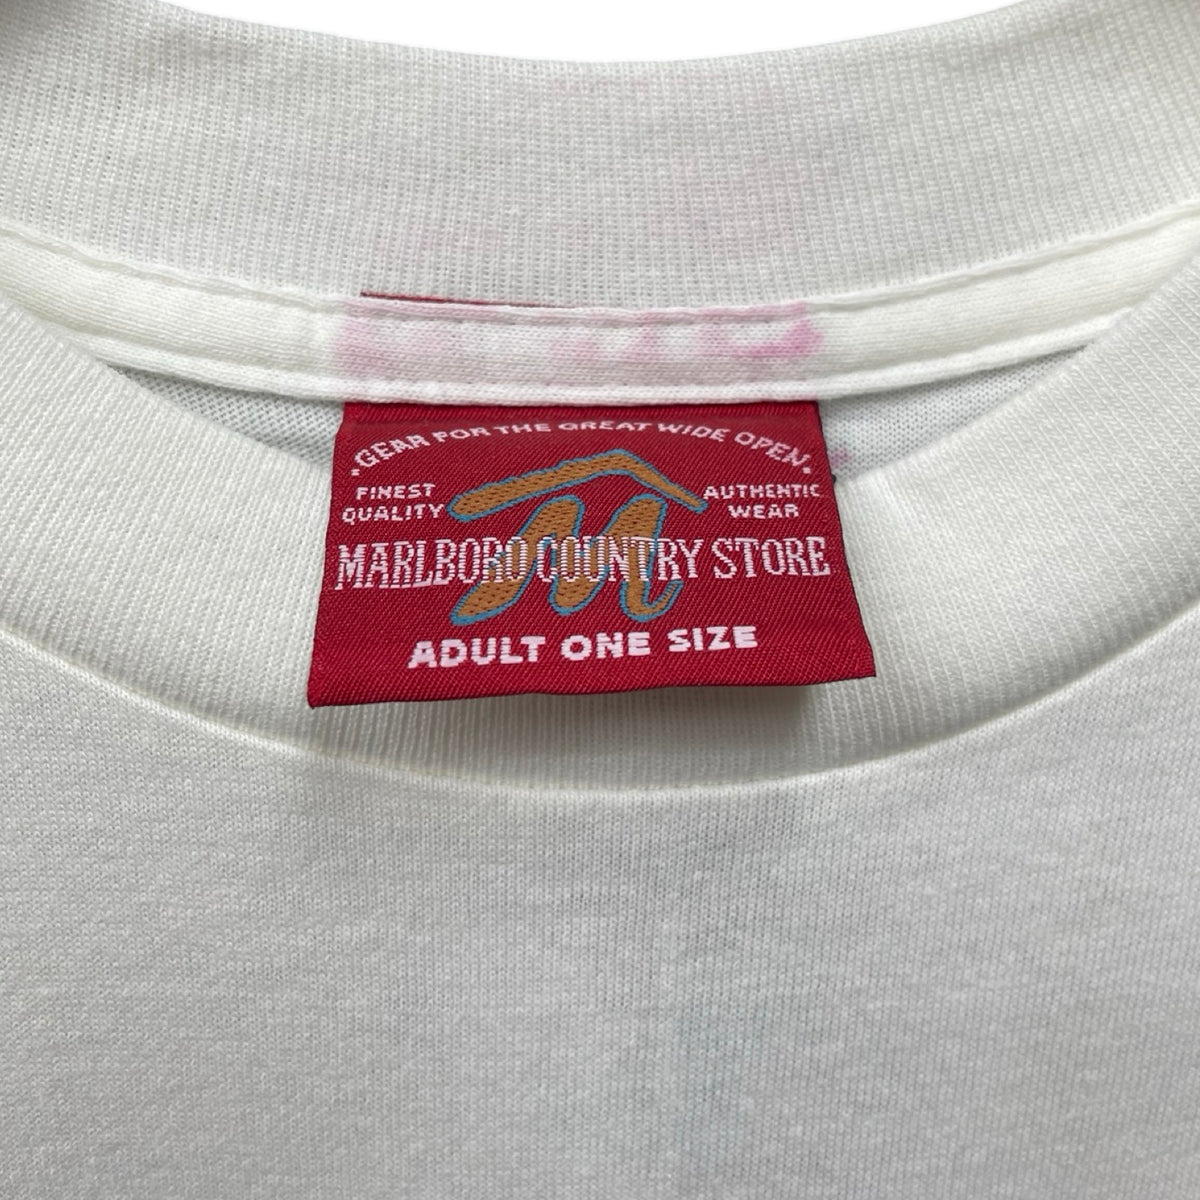 ·GEAR FOR THE GREAT WIDE OPEN·
FINEST
QUALITY
AUTHENTIC
WEAR
M
MARLBORO COUNTRY STORE
ADULT ONE SIZE